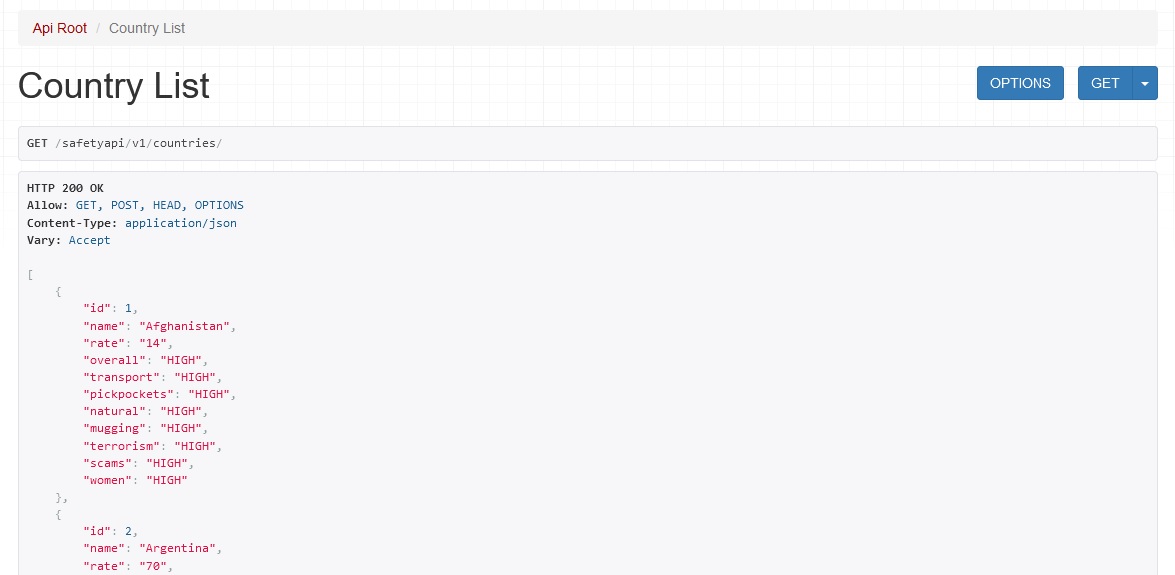 Api Root / Country List
Country List
OPTIONS GET
GET /safetyapi/v1/countries/
HTTP 200 OK
Allow: GET, POST, HEAD, OPTIONS
Content-Type: application/json
Vary: Accept
[
    {
        "id": 1,
        "name": "Afghanistan",
        "rate": "14",
        "overall": "HIGH",
        "transport": "HIGH",
        "pickpockets": "HIGH",
        "natural": "HIGH",
        "mugging": "HIGH",
        "terrorism": "HIGH",
        "scams": "HIGH",
        "women": "HIGH"
    },
    {
        "id": 2,
        "name": "Argentina",
        "rate": "70",